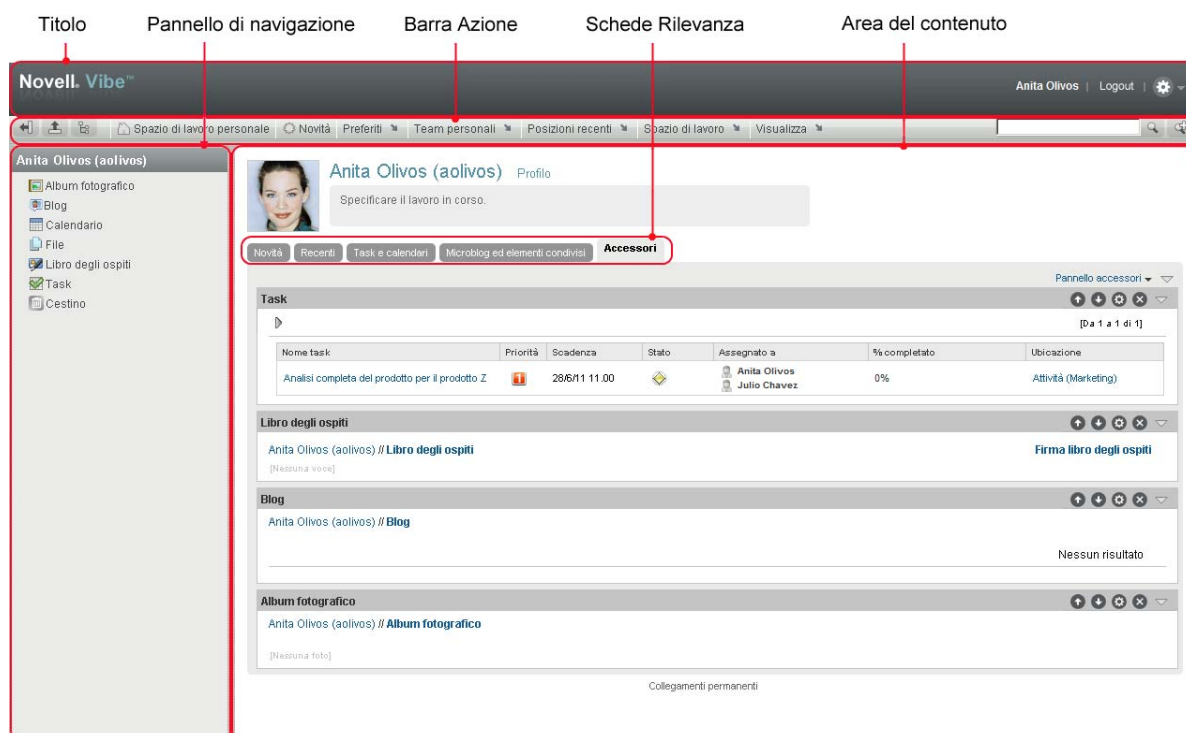 Titolo Pannello di navigazione Barra Azione Schede Rilevanza Area del contenuto
Novell. Vibe™ Anita Olivos | Logout |
Spazio di lavoro personale Novità Preferiti Team personali Posizioni recenti Spazio di lavoro Visualizza
Anita Olivos (aolivos)
Album fotografico
Blog
Calendario
File
Libro degli ospiti
Task
Cestino
Anita Olivos (aolivos) Profilo
Specificare il lavoro in corso.
Novità Recenti Task e calendari Microblog ed elementi condivisi Accessori
Pannello accessori
Task
[Da 1 a 1 di 1]
Nome task Priorità Scadenza Stato Assegnato a % completato Ubicazione
Analisi completa del prodotto per il prodotto Z 1 28/6/11 11.00 Anita Olivos 0% Attività (Marketing)
Julio Chavez
Libro degli ospiti
Anita Olivos (aolivos) // Libro degli ospiti Firma libro degli ospiti
[Nessuna voce]
Blog
Anita Olivos (aolivos) // Blog
Nessun risultato
Album fotografico
Anita Olivos (aolivos) // Album fotografico
[Nessuna foto]
Collegamenti permanenti